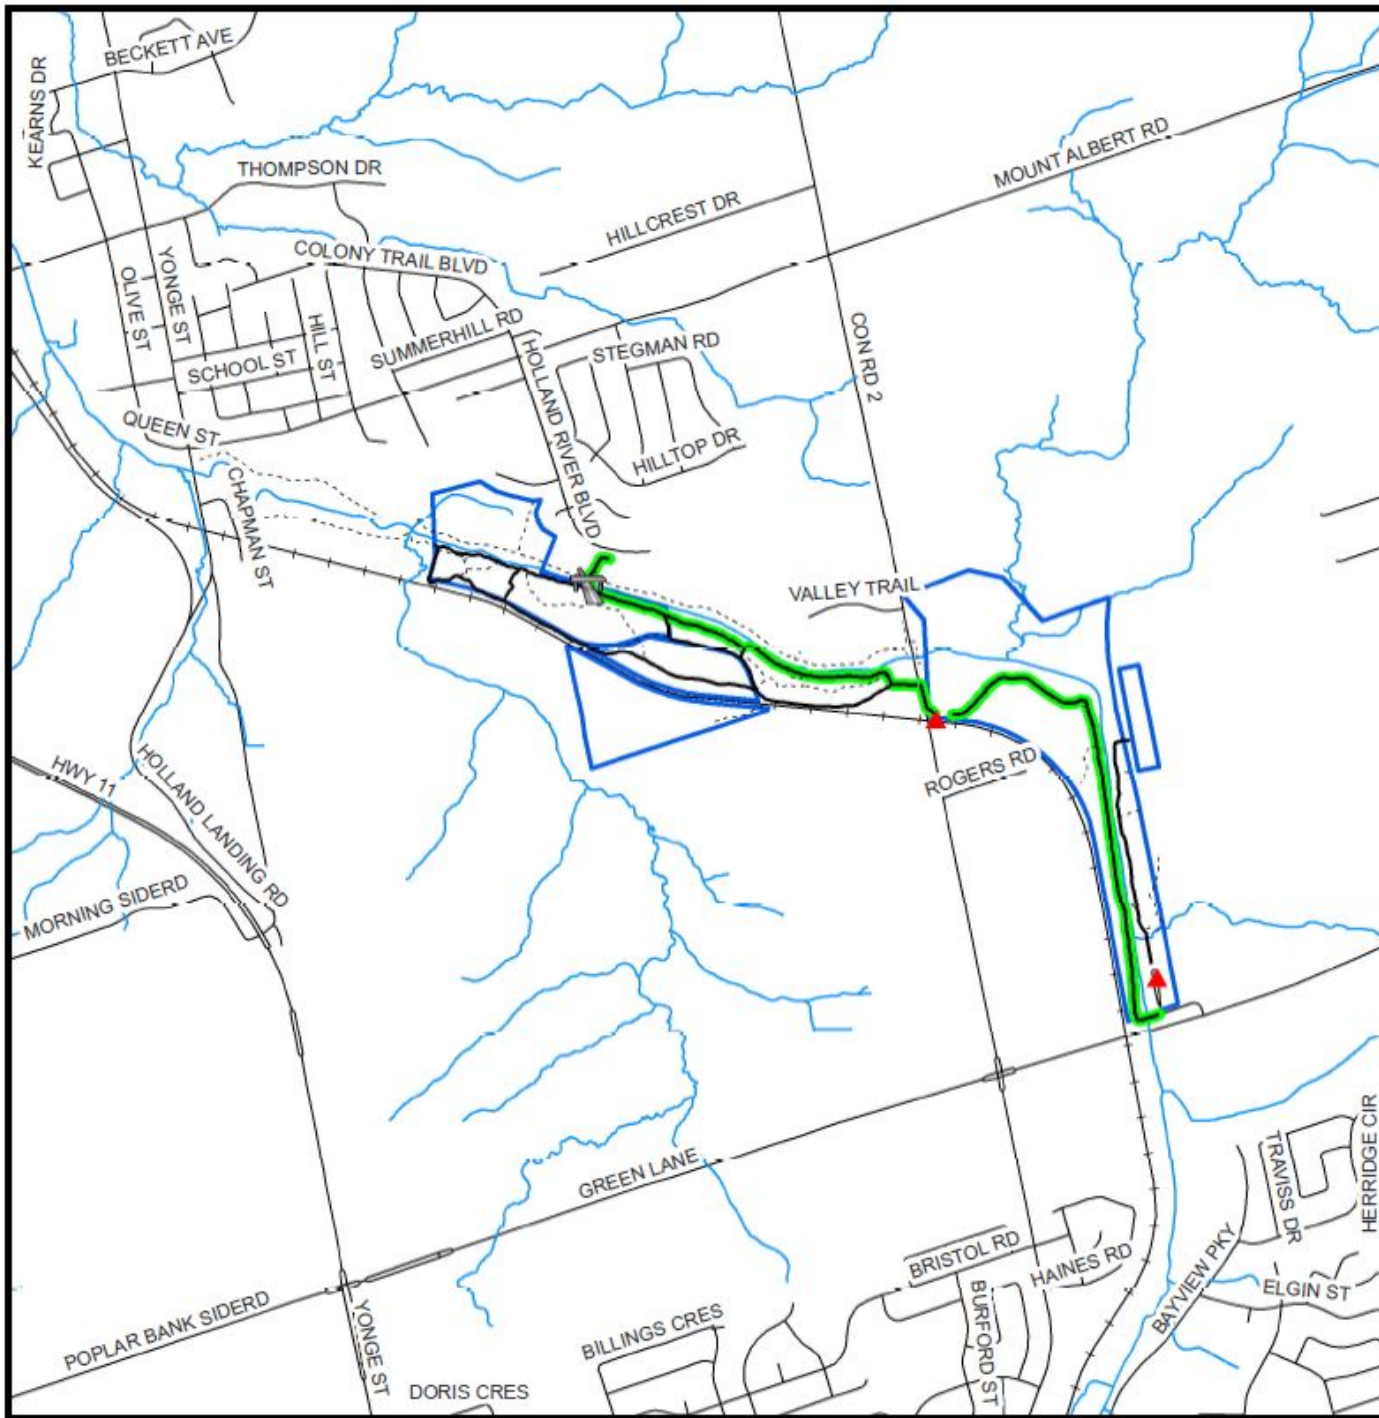 BECKETT AVE
KEARNS DR
THOMPSON DR
MOUNT ALBERT RD
HILLCREST DR
COLONY TRAIL BLVD
OLIVE ST
YONGE ST
HILL ST
SUMMERHILL RD
SCHOOL ST
HOLLAND RIVER BLVD
STEGMAN RD
CON RD 2
QUEEN ST
HILLTOP DR
CHAPMAN ST
VALLEY TRAIL
ROGERS RD
HWY 11
HOLLAND LANDING RD
MORNING SIDERD
GREEN LANE
TRAVISS DR
HERRIDGE CIR
BRISTOL RD
HAINES RD
BAYVIEW PKY
ELGIN ST
BURFORD ST
POPLAR BANK SIDERD
YONGE ST
BILLINGS CRES
DORIS CRES